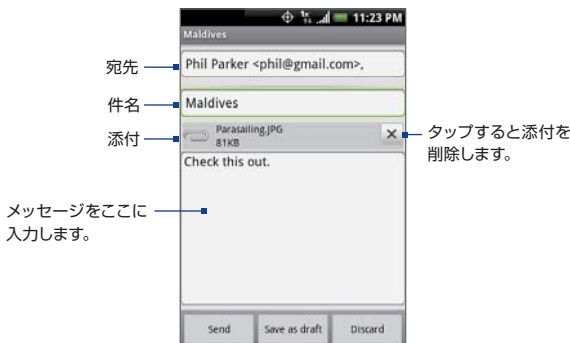 11:23 PM
Maldives
宛先
Phil Parker <phil@gmail.com>,
件名
Maldives
添付
Parasailing.JPG
81KB
タップすると添付を
削除します。
Check this out.
メッセージをここに
入力します。
Send
Save as draft
Discard